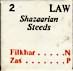 2 LAW
Shazaarian
Steeds
Filkhar.....N
Zas.....P